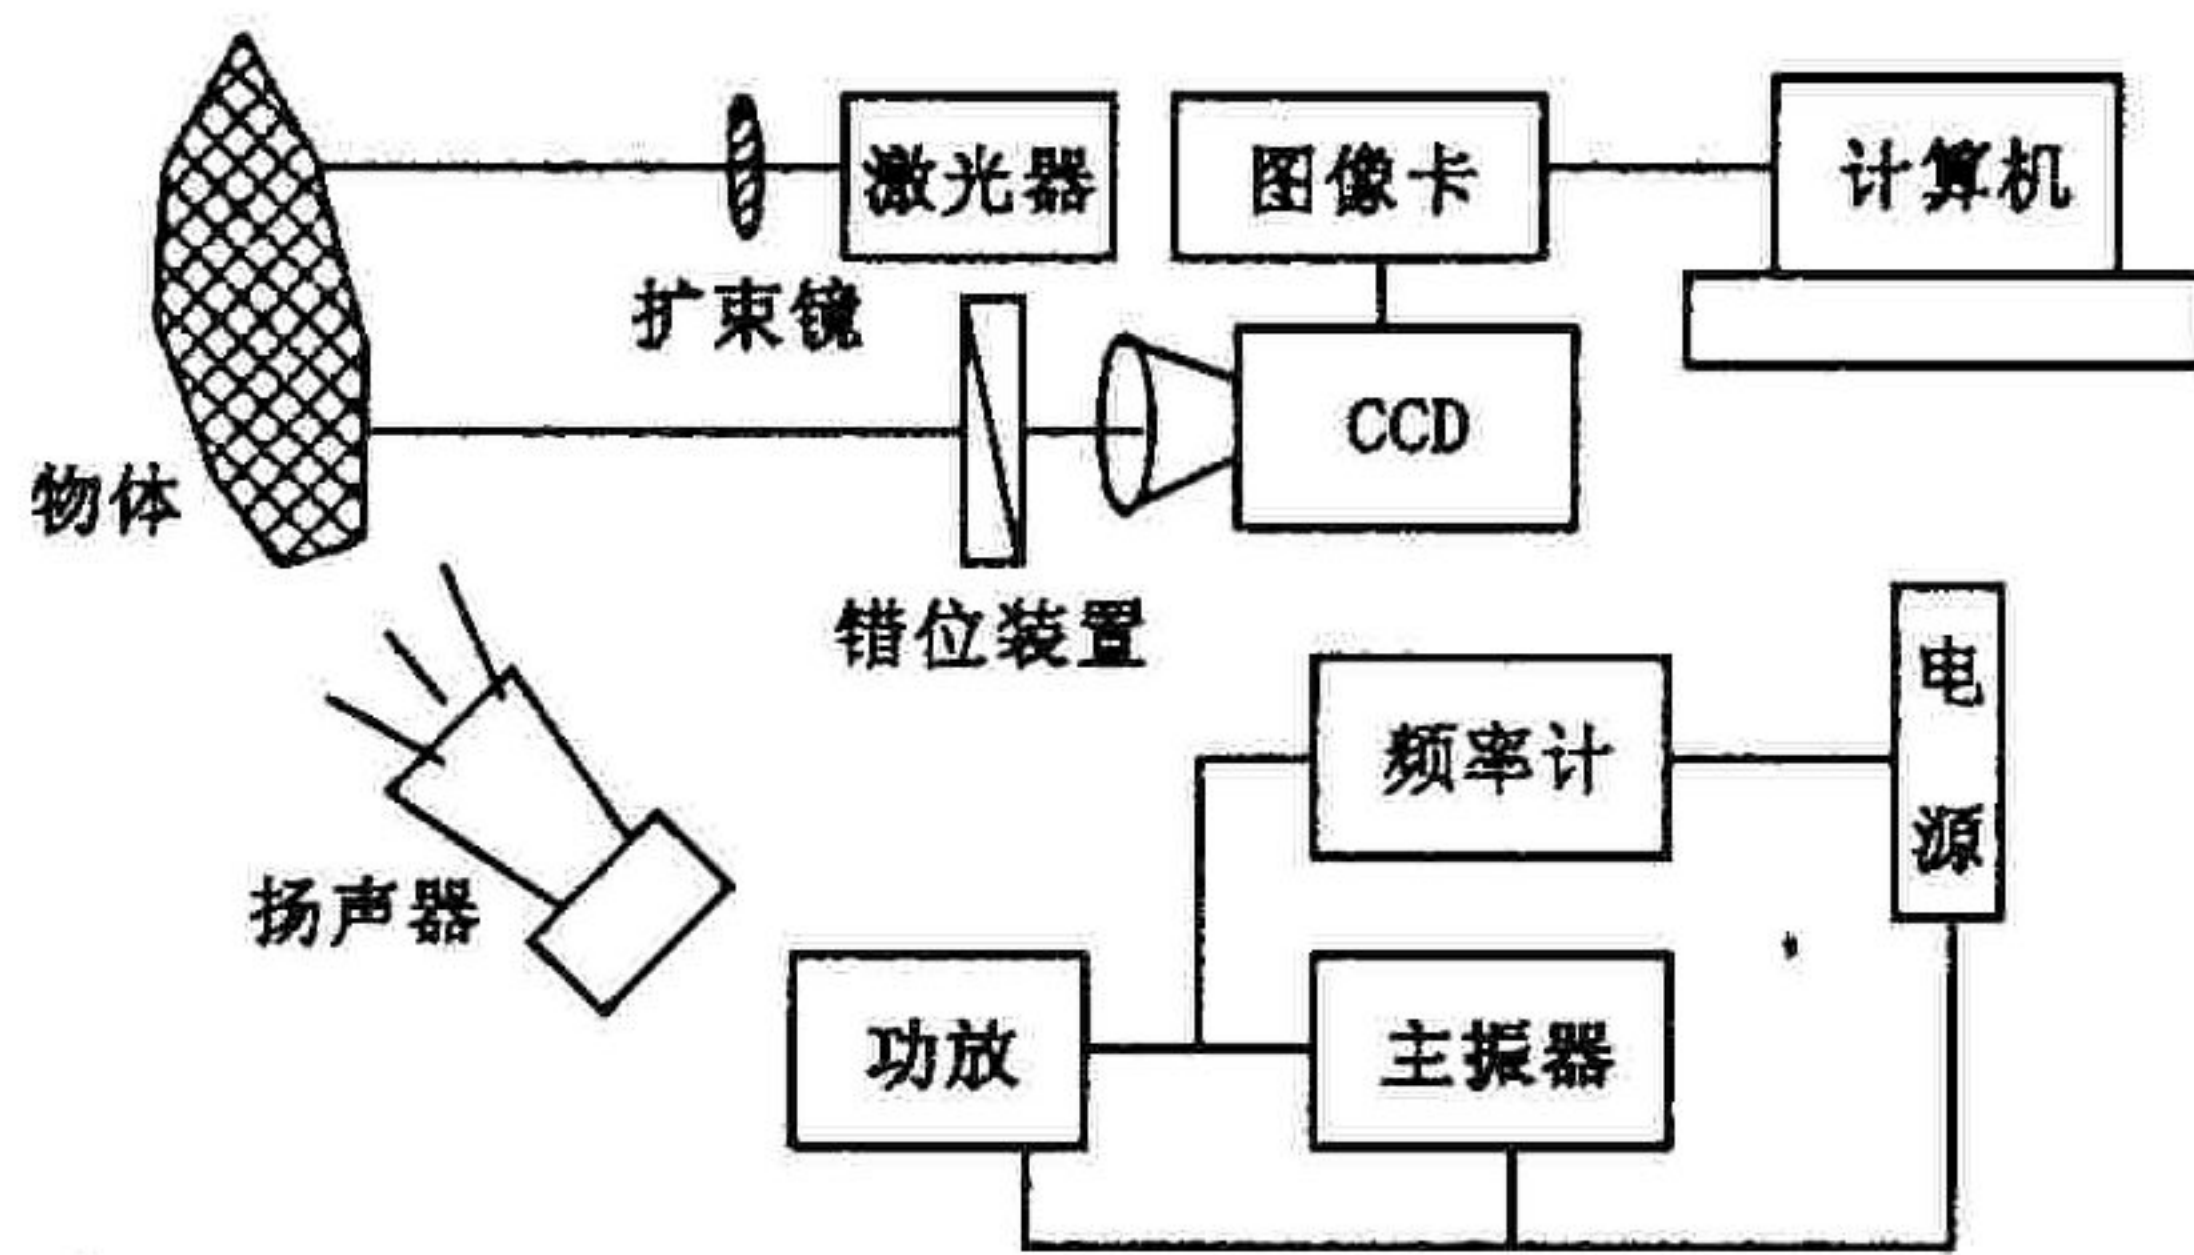 激光器
图像卡
计算机
扩束镜
CCD
物体
错位装置
电源
频率计
扬声器
功放
主振器